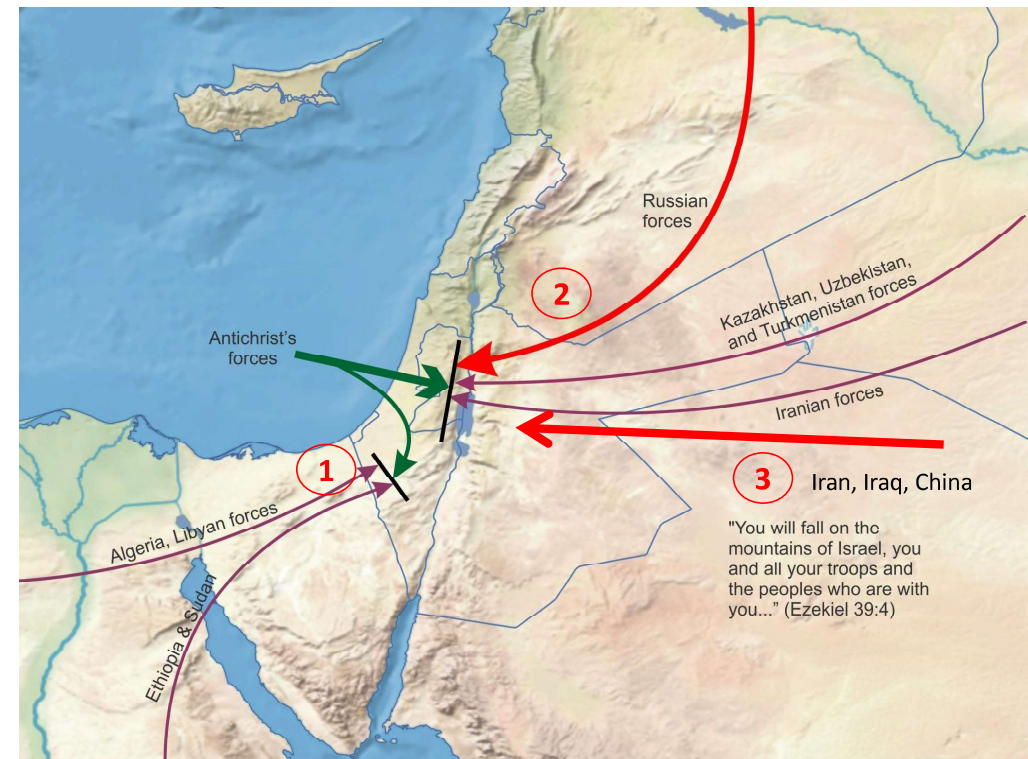 Russian
forces
2
Kazakhstan, Uzbekistan,
and Turkmenistan forces
Antichrist's
forces
Iranian forces
1
3
Iran, Iraq, China
Algeria, Libyan forces
"You will fall on the
mountains of Israel, you
and all your troops and
the peoples who are with
you...” (Ezekiel 39:4)
Ethiopia & Sudan